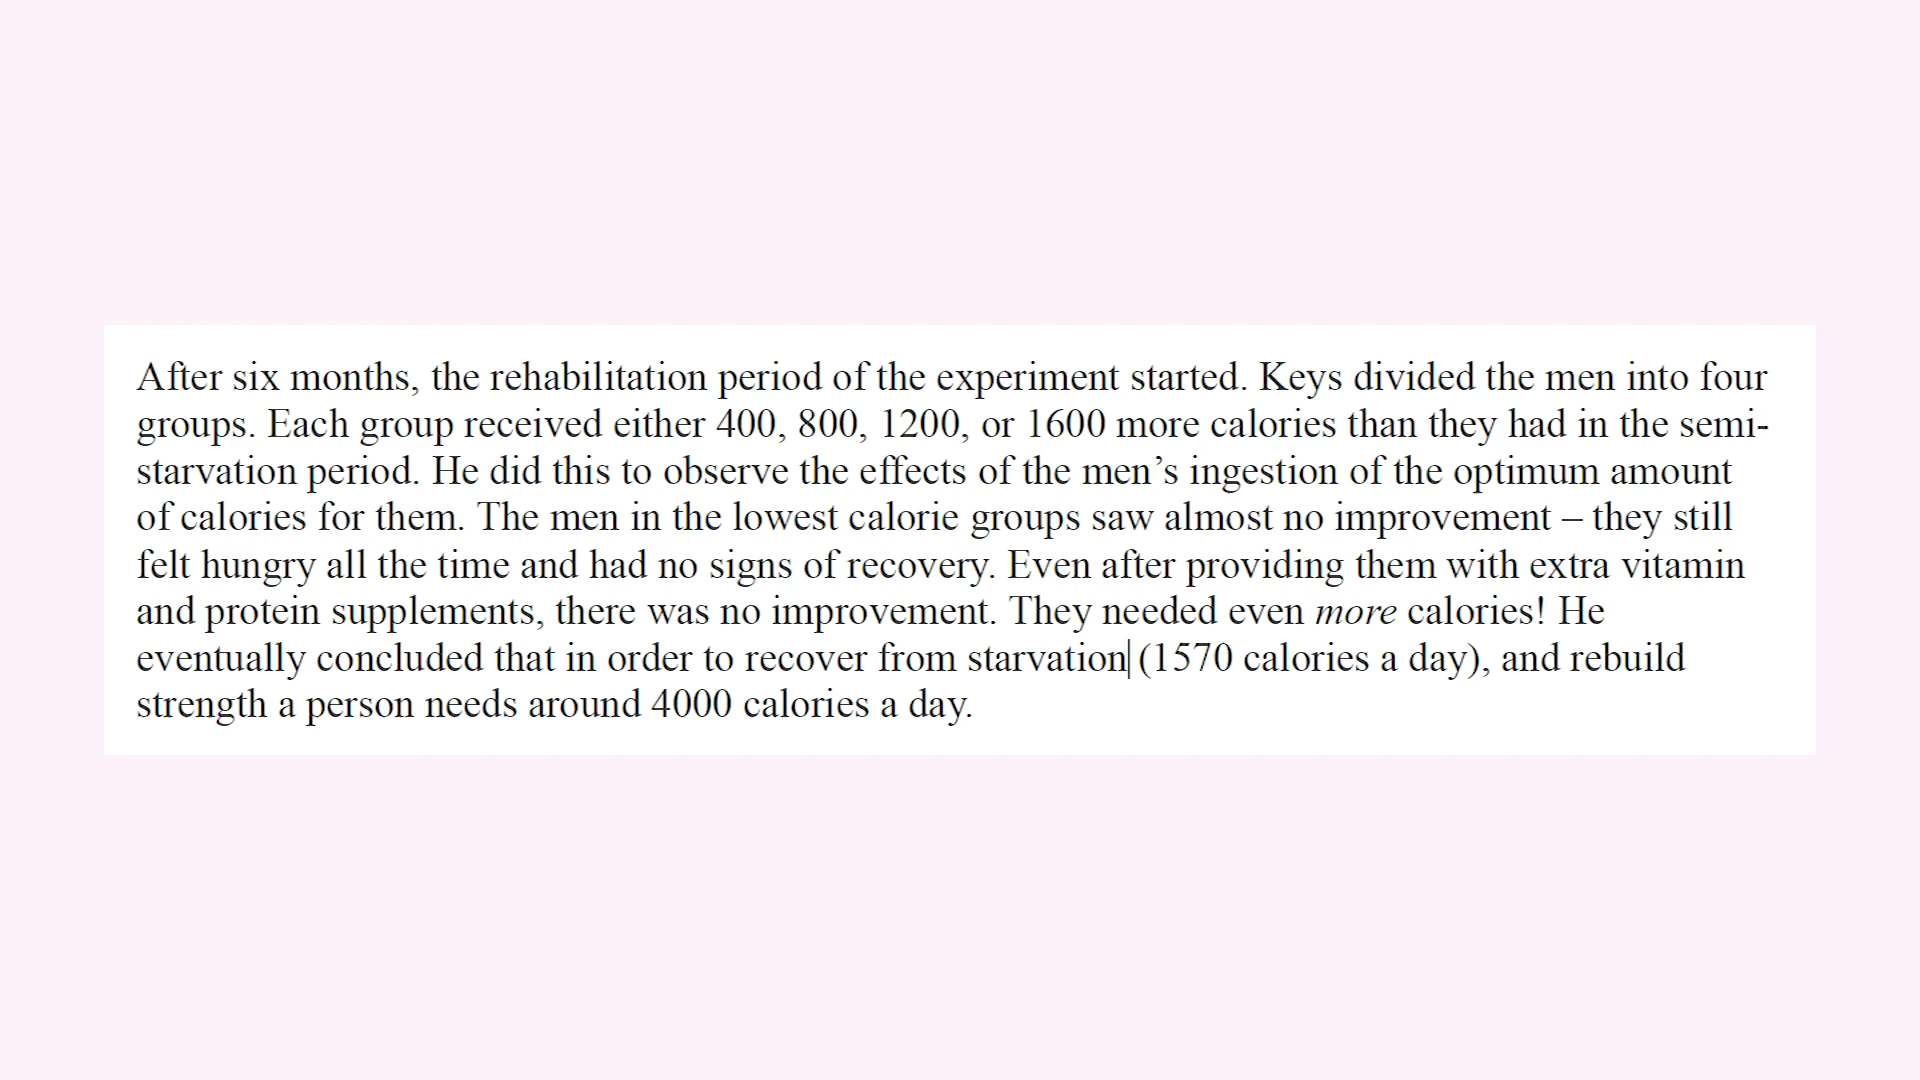 After six months, the rehabilitation period of the experiment started. Keys divided the men into four
groups. Each group received either 400, 800, 1200, or 1600 more calories than they had in the semi-
starvation period. He did this to observe the effects of the men’s ingestion of the optimum amount
of calories for them. The men in the lowest calorie groups saw almost no improvement – they still
felt hungry all the time and had no signs of recovery. Even after providing them with extra vitamin
and protein supplements, there was no improvement. They needed even more calories! He
eventually concluded that in order to recover from starvation (1570 calories a day), and rebuild
strength a person needs around 4000 calories a day.